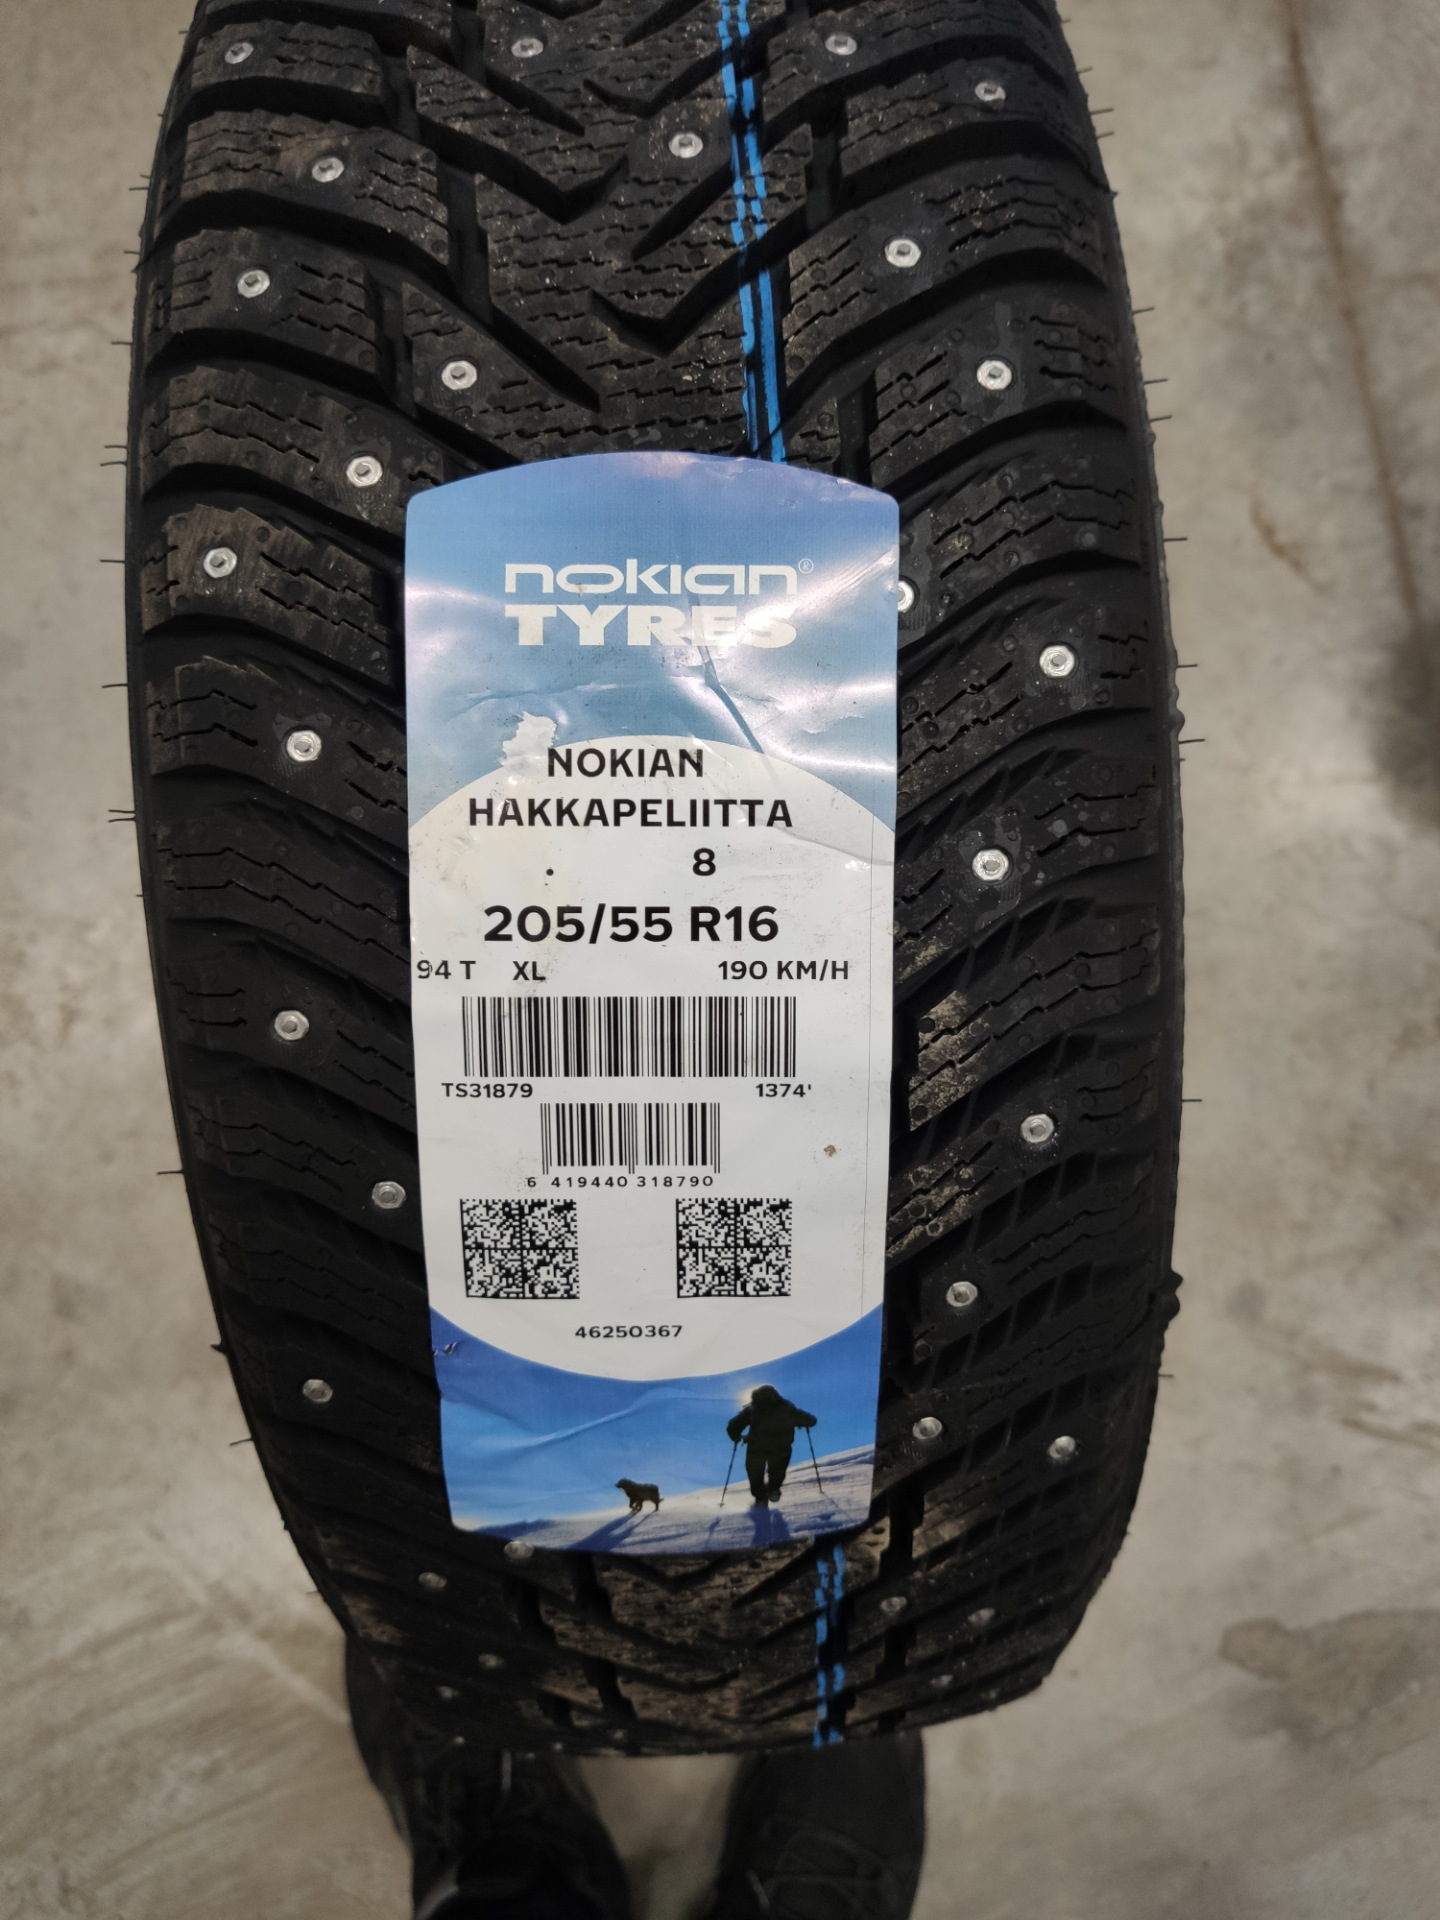 nokian®
TYRES
NOKIAN
HAKKAPELIITTA
8
205/55 R16
94 T XL 190 KM/H
TS31879 1374'
6 419440 318790
46250367